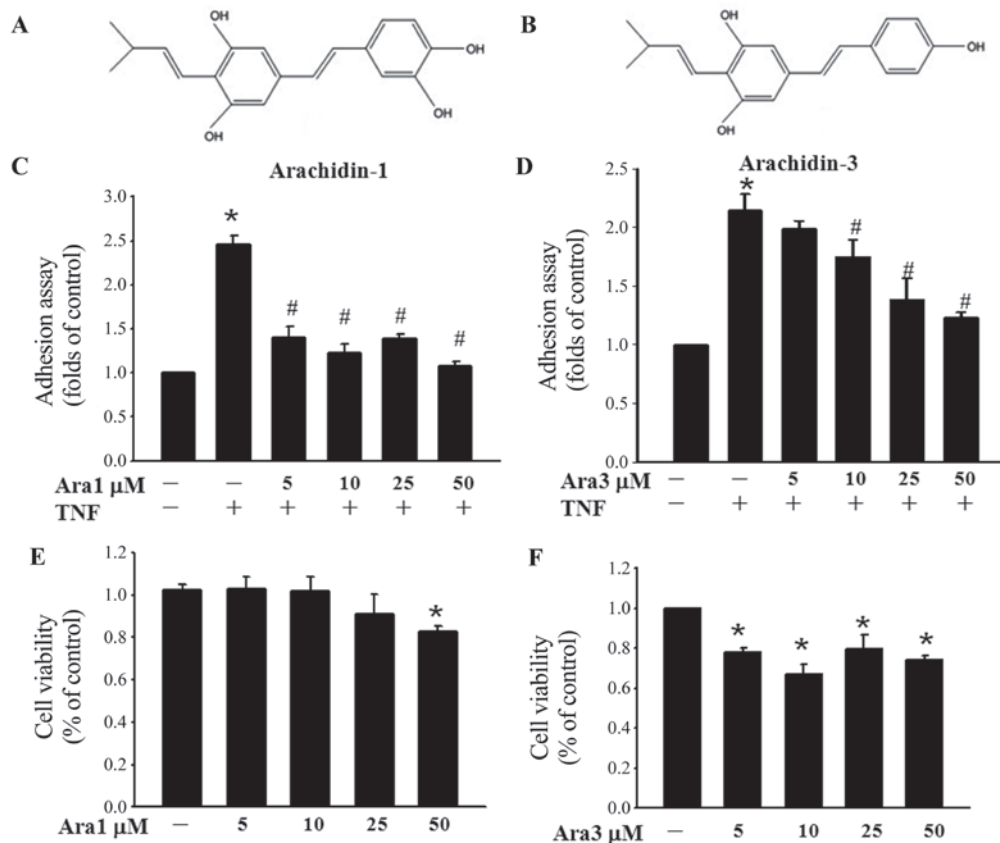 A
OH
OH
OH
OH
B
OH
OH
OH
C
Arachidin-1
Adhesion assay
(folds of control)
3.0
2.5
2.0
1.5
1.0
0.5
0.0
*
#
#
#
#
Ara1 μM — — 5 10 25 50
TNF — + + + + +
D
Arachidin-3
Adhesion assay
(folds of control)
2.5
2.0
1.5
1.0
0.5
0.0
*
#
#
#
Ara3 μM — — 5 10 25 50
TNF — + + + + +
E
Cell viability
(% of control)
1.2
1.0
0.8
0.6
0.4
0.2
0.0
*
Ara1 μM — 5 10 25 50
F
Cell viability
(% of control)
1.2
1.0
0.8
0.6
0.4
0.2
0.0
*
*
*
*
Ara3 μM — 5 10 25 50